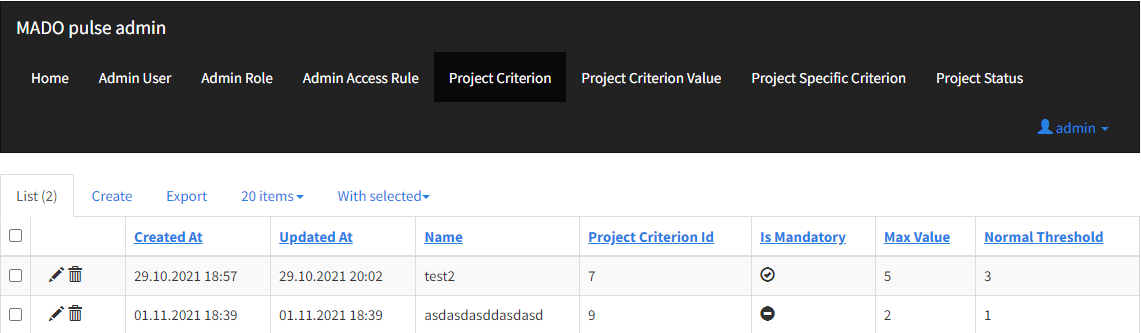 MADO pulse admin
Home Admin User Admin Role Admin Access Rule Project Criterion Project Criterion Value Project Specific Criterion Project Status
admin
List (2) Create Export 20 items With selected
Created At Updated At Name Project Criterion Id Is Mandatory Max Value Normal Threshold
29.10.2021 18:57 29.10.2021 20:02 test2 7 5 3
01.11.2021 18:39 01.11.2021 18:39 asdasdasddasdasd 9 2 1